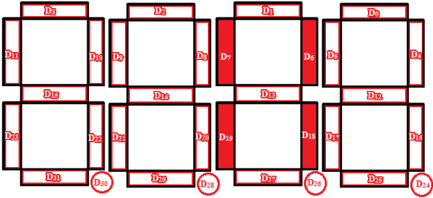 D3 D2 D1 D0
D11 D10 D9 D8 D7 D6 D5 D4
D15 D14 D13 D12
D23 D22 D21 D20 D19 D18 D17 D16
D31 D30 D29 D28 D27 D26 D25 D24